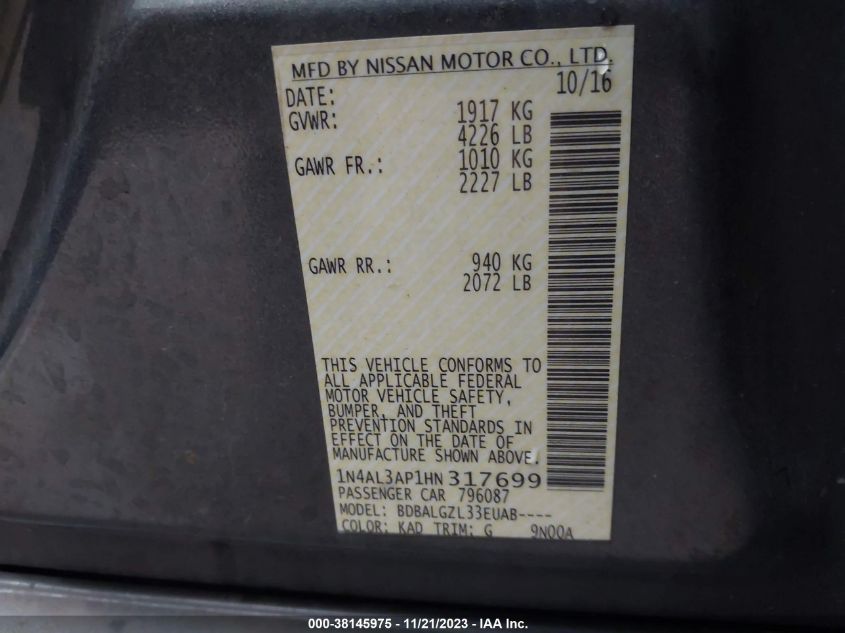 MFD BY NISSAN MOTOR CO., LTD.
DATE: 10/16
GVWR: 1917 KG
4226 LB
GAWR FR.: 1010 KG
2227 LB
GAWR RR.: 940 KG
2072 LB
THIS VEHICLE CONFORMS TO
ALL APPLICABLE FEDERAL
MOTOR VEHICLE SAFETY,
BUMPER, AND THEFT
PREVENTION STANDARDS IN
EFFECT ON THE DATE OF
MANUFACTURE SHOWN ABOVE.
1N4AL3AP1HN317699
PASSENGER CAR 796087
MODEL: BDBALGZL33EUAB----
COLOR: KAD TRIM: G 9N00A
000-38145975 - 11/21/2023 - IAA Inc.